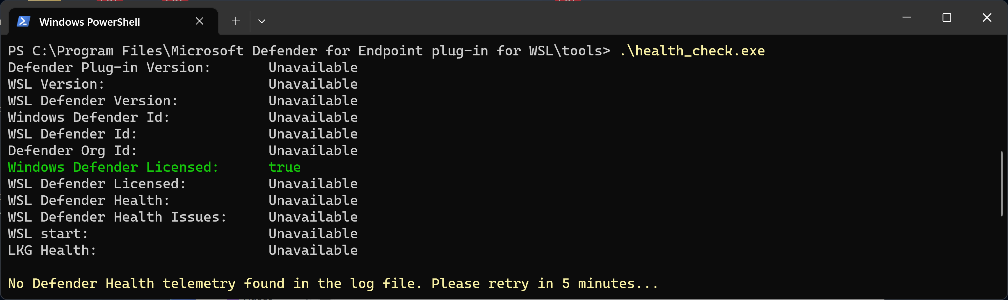 Windows PowerShell
PS C:\Program Files\Microsoft Defender for Endpoint plug-in for WSL\tools> .\health_check.exe
Defender Plug-in Version: Unavailable
WSL Version: Unavailable
WSL Defender Version: Unavailable
Windows Defender Id: Unavailable
WSL Defender Id: Unavailable
Defender Org Id: Unavailable
Windows Defender Licensed: true
WSL Defender Licensed: Unavailable
WSL Defender Health: Unavailable
WSL Defender Health Issues: Unavailable
WSL start: Unavailable
LKG Health: Unavailable
No Defender Health telemetry found in the log file. Please retry in 5 minutes...